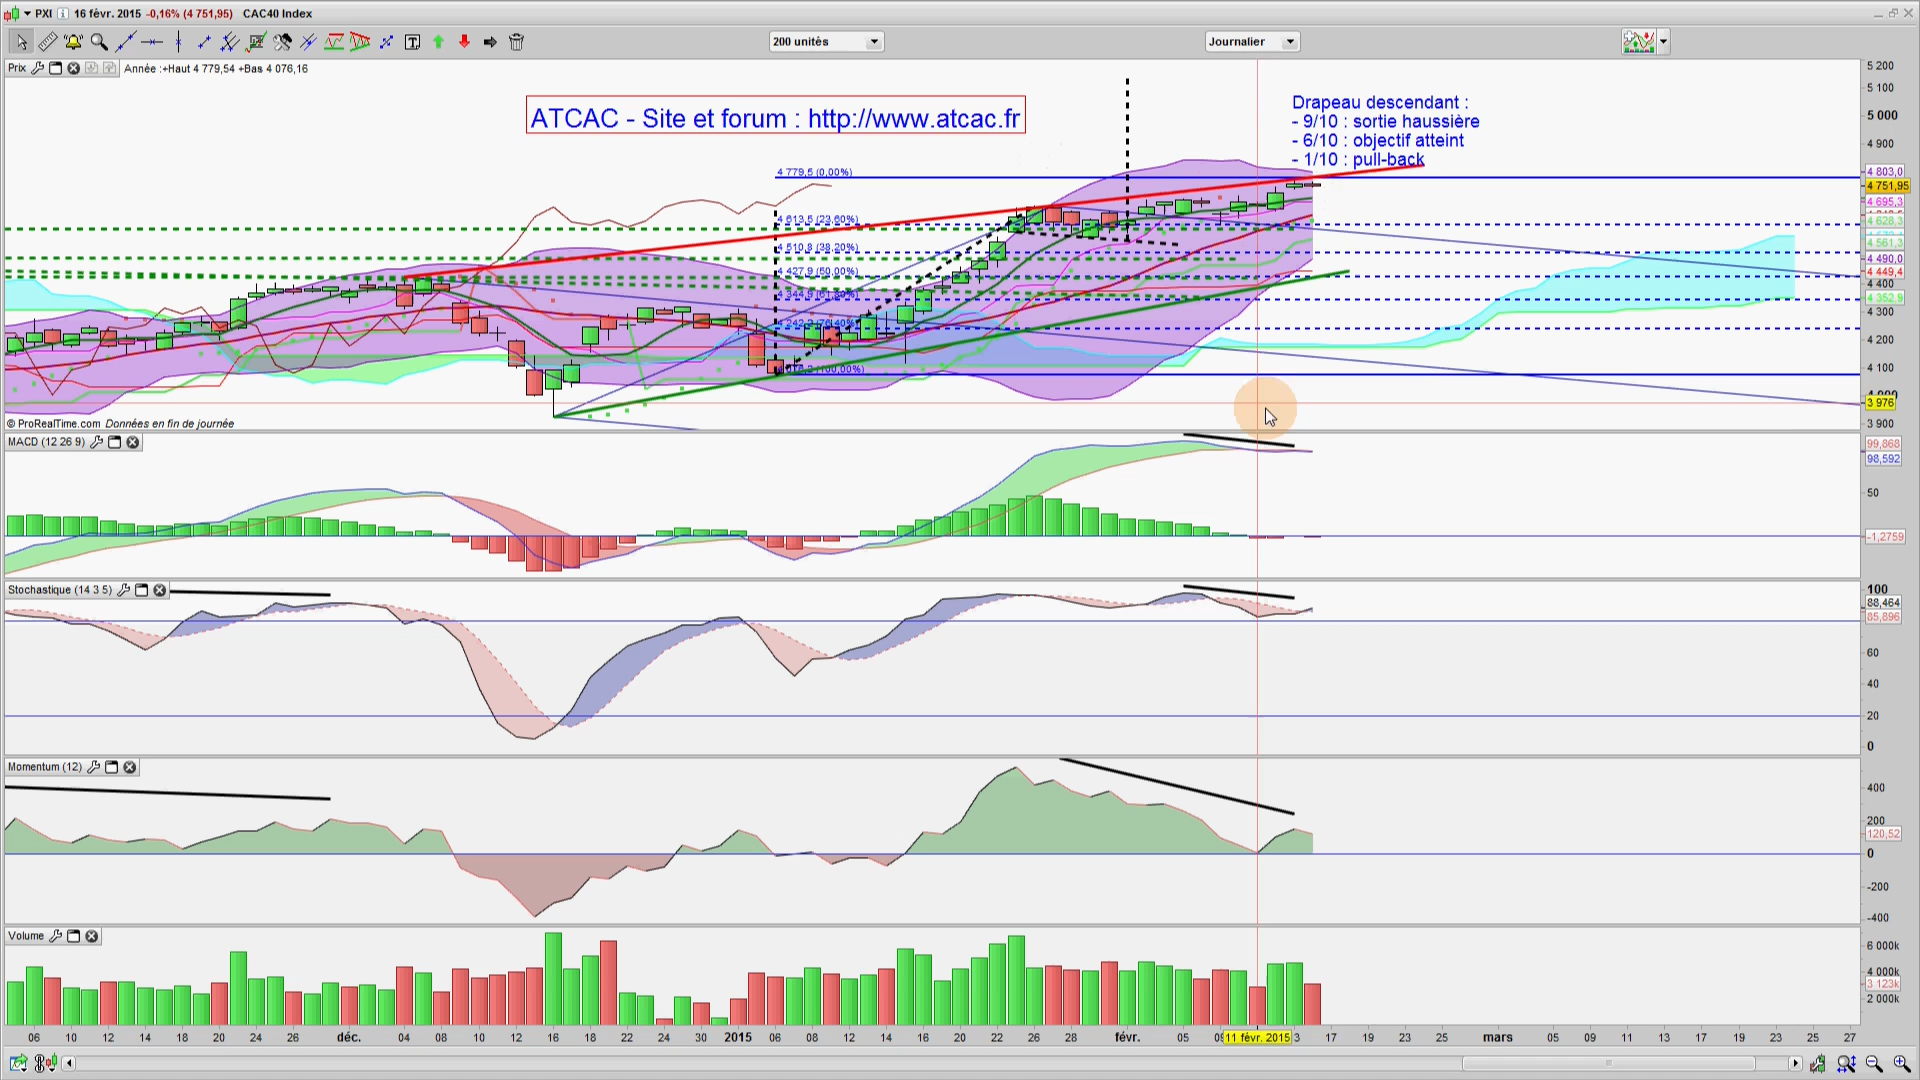 PXI 16 févr. 2015 -0,16% (4 751,95) CAC40 Index
200 unités
Journalier
Prix
Année :+Haut 4 779,54 +Bas 4 076,16
ATCAC - Site et forum : http://www.atcac.fr
Drapeau descendant :
- 9/10 : sortie haussière
- 6/10 : objectif atteint
- 1/10 : pull-back
4 779,5 (0,00%)
4 613,5 (23,60%)
4 510,8 (38,20%)
4 427,9 (50,00%)
4 344,9 (61,80%)
5 200
5 100
5 000
4 900
4 803,0
4 751,95
4 695,3
4 628,3
4 561,3
4 490,0
4 449,4
4 400
4 352,9
4 300
4 200
4 100
3 976
3 900
© ProRealTime.com Données en fin de journée
MACD (12 26 9)
99,868
98,592
50
-1,2759
Stochastique (14 3 5)
100
88,464
85,896
60
40
20
0
Momentum (12)
400
200
120,52
0
-200
-400
Volume
6 000k
4 000k
3 123k
2 000k
06 10 12 14 18 20 24 26 déc. 04 08 10 12 16 18 22 24 30 2015 06 08 12 14 16 20 22 26 28 févr. 05 11 févr. 2015 17 19 23 25 mars 05 09 11 13 17 19 23 25 27